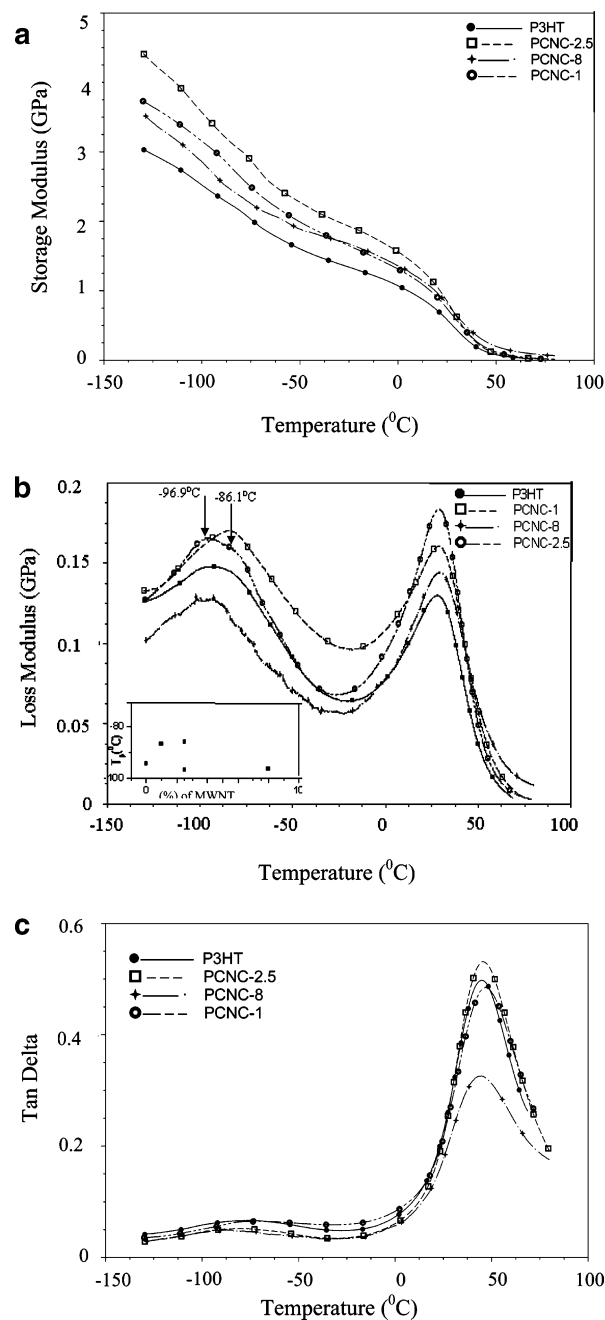 a
P3HT
PCNC-2.5
PCNC-8
PCNC-1
Storage Modulus (GPa)
5
4
3
2
1
0
-150 -100 -50 0 50 100
Temperature (⁰C)
b
-96.9⁰C
-86.1⁰C
P3HT
PCNC-1
PCNC-8
PCNC-2.5
Loss Modulus (GPa)
0.2
0.15
0.1
0.05
0
-80
100
0 10
(%) of MWNT
-150 -100 -50 0 50 100
Temperature (⁰C)
c
P3HT
PCNC-2.5
PCNC-8
PCNC-1
Tan Delta
0.6
0.4
0.2
0
-150 -100 -50 0 50 100
Temperature (⁰C)